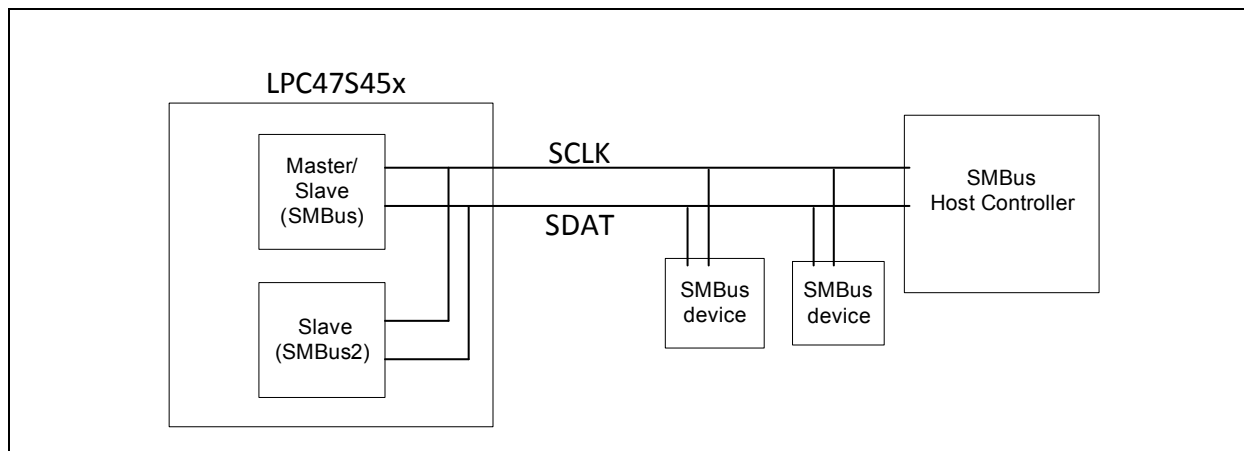 LPC47S45x
Master/
Slave
(SMBus)
SCLK
SDAT
SMBus
Host Controller
Slave
(SMBus2)
SMBus
device
SMBus
device